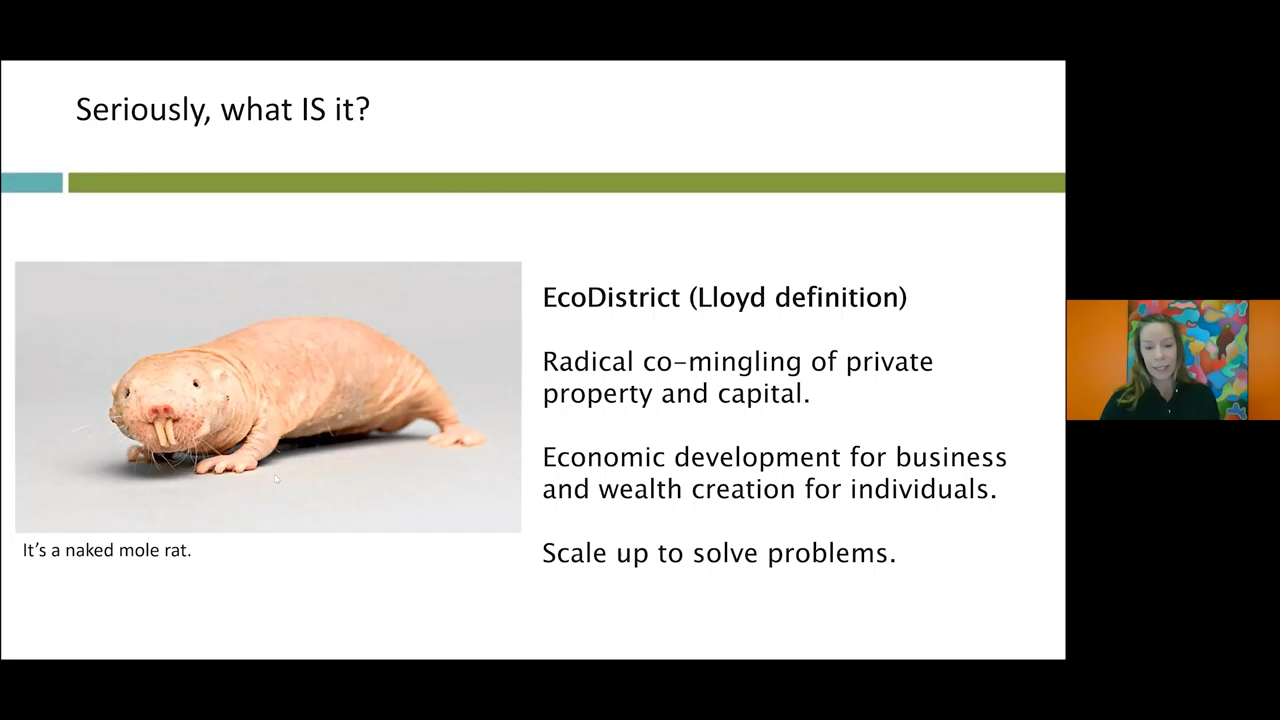 Seriously, what IS it?
EcoDistrict (Lloyd definition)
Radical co-mingling of private
property and capital.
Economic development for business
and wealth creation for individuals.
Scale up to solve problems.
It’s a naked mole rat.